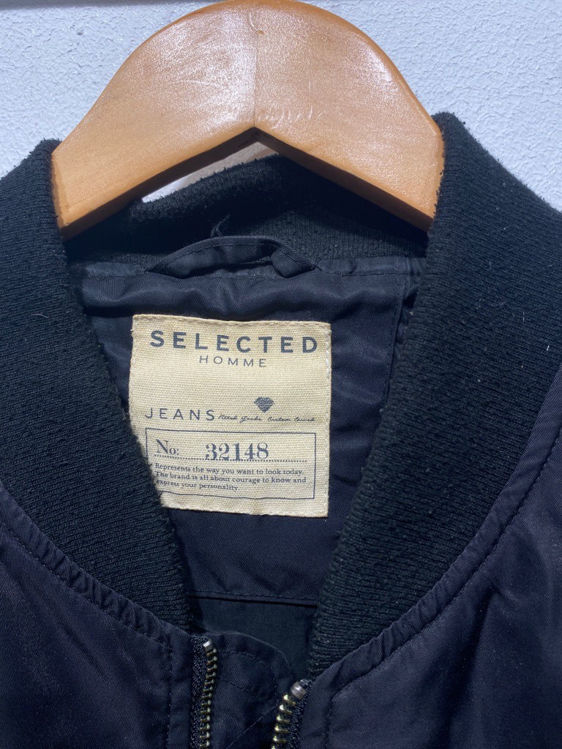 SELECTED
HOMME
JEANS
No: 32148
Represents the way you want to look today.
The brand is all about courage to know and
express your personality.